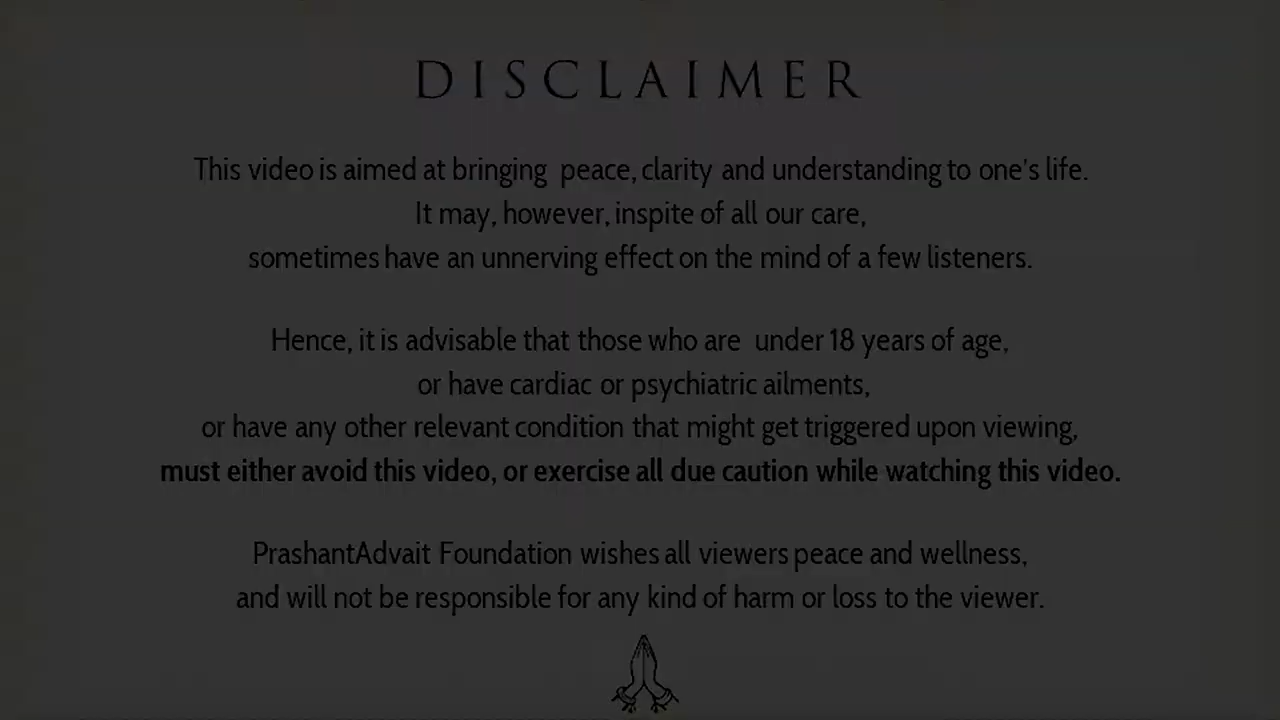 DISCLAIMER
This video is aimed at bringing peace, clarity and understanding to one's life.
It may, however, inspite of all our care,
sometimes have an unnerving effect on the mind of a few listeners.
Hence, it is advisable that those who are under 18 years of age,
or have cardiac or psychiatric ailments,
or have any other relevant condition that might get triggered upon viewing,
must either avoid this video, or exercise all due caution while watching this video.
PrashantAdvait Foundation wishes all viewers peace and wellness,
and will not be responsible for any kind of harm or loss to the viewer.